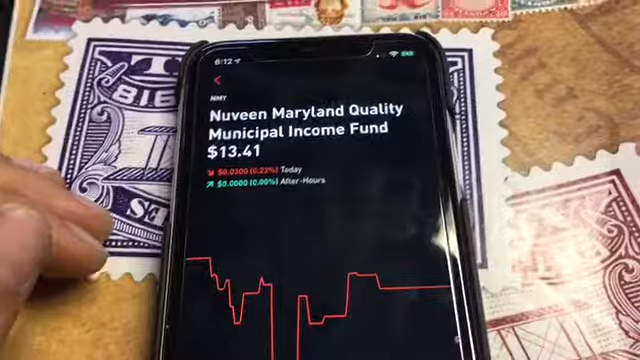 6:12
NMY
Nuveen Maryland Quality
Municipal Income Fund
$13.41
$0.0300 (0.22%) Today
$0.0000 (0.00%) After-Hours